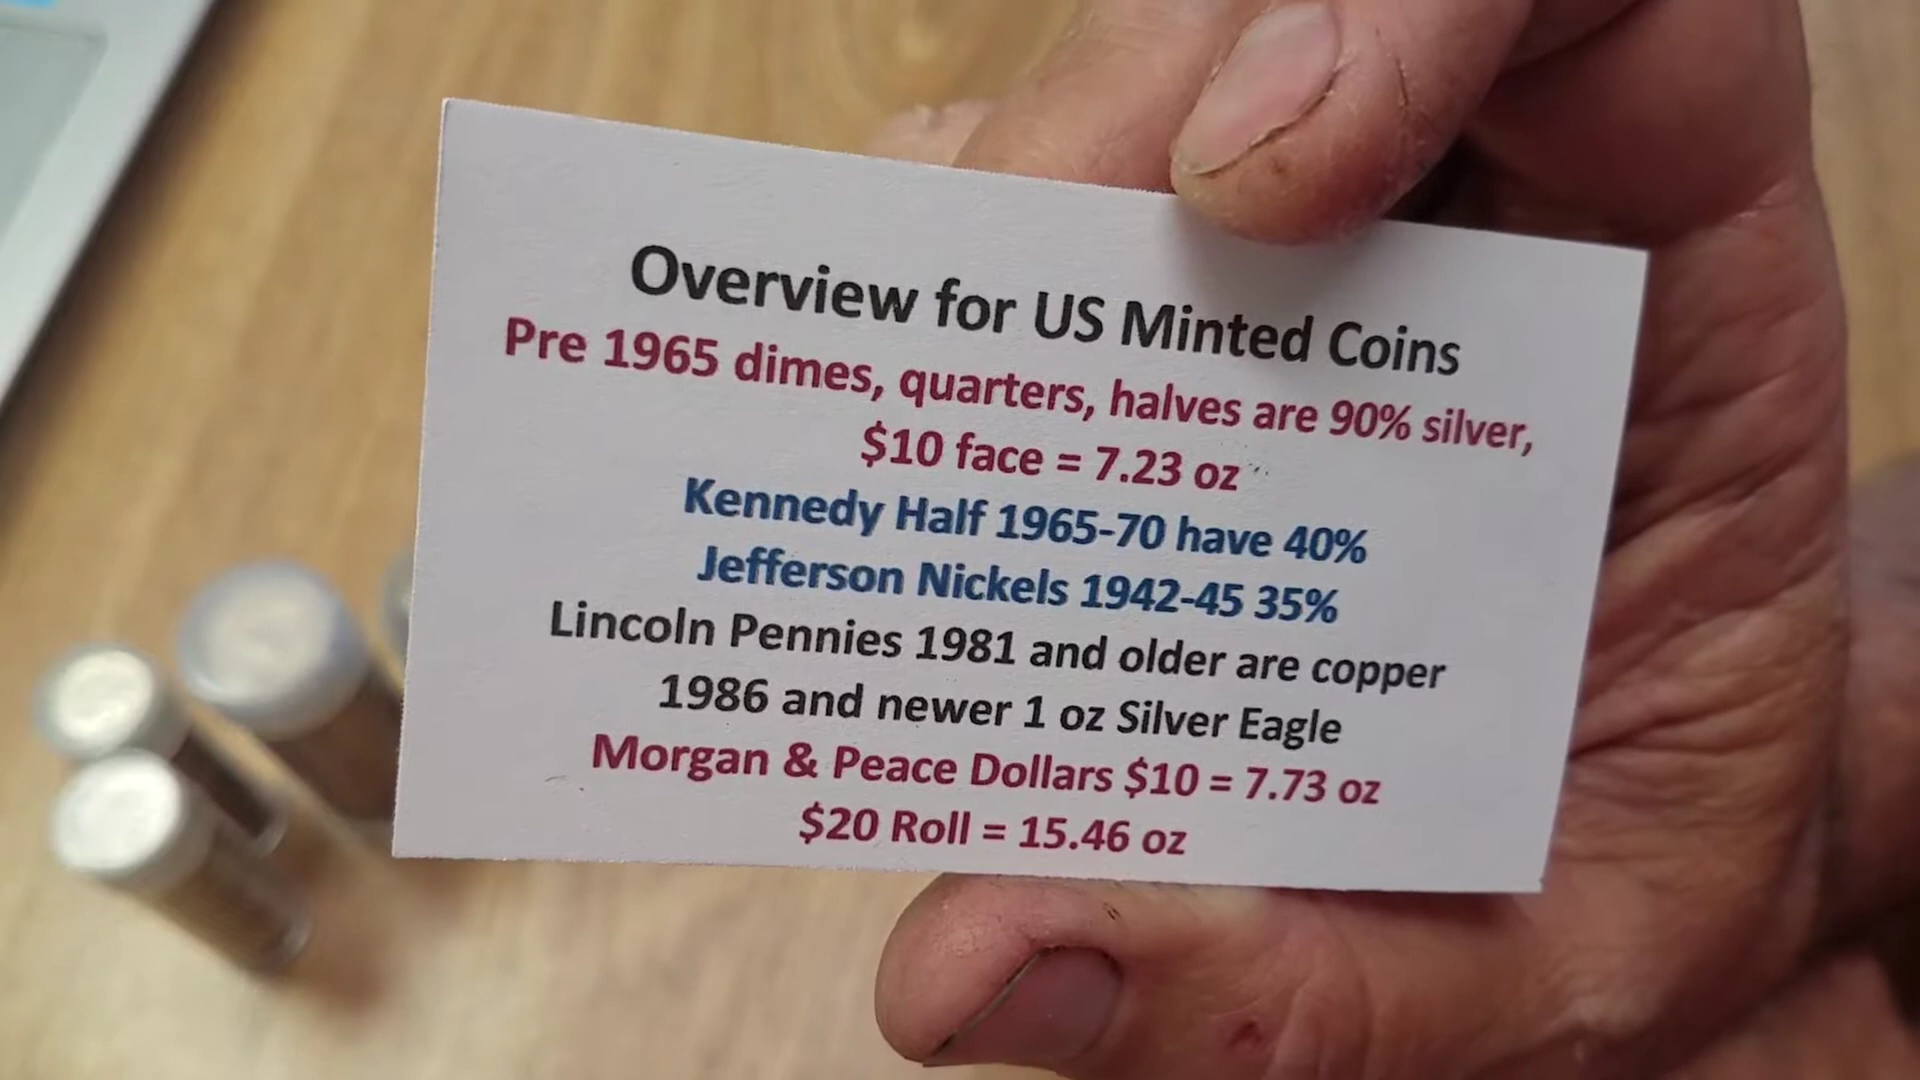 Overview for US Minted Coins
Pre 1965 dimes, quarters, halves are 90% silver,
$10 face = 7.23 oz
Kennedy Half 1965-70 have 40%
Jefferson Nickels 1942-45 35%
Lincoln Pennies 1981 and older are copper
1986 and newer 1 oz Silver Eagle
Morgan & Peace Dollars $10 = 7.73 oz
$20 Roll = 15.46 oz